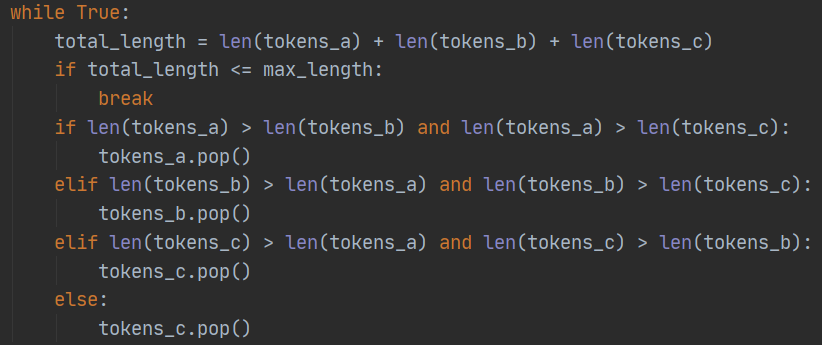 while True:
    total_length = len(tokens_a) + len(tokens_b) + len(tokens_c)
    if total_length <= max_length:
        break
    if len(tokens_a) > len(tokens_b) and len(tokens_a) > len(tokens_c):
        tokens_a.pop()
    elif len(tokens_b) > len(tokens_a) and len(tokens_b) > len(tokens_c):
        tokens_b.pop()
    elif len(tokens_c) > len(tokens_a) and len(tokens_c) > len(tokens_b):
        tokens_c.pop()
    else:
        tokens_c.pop()